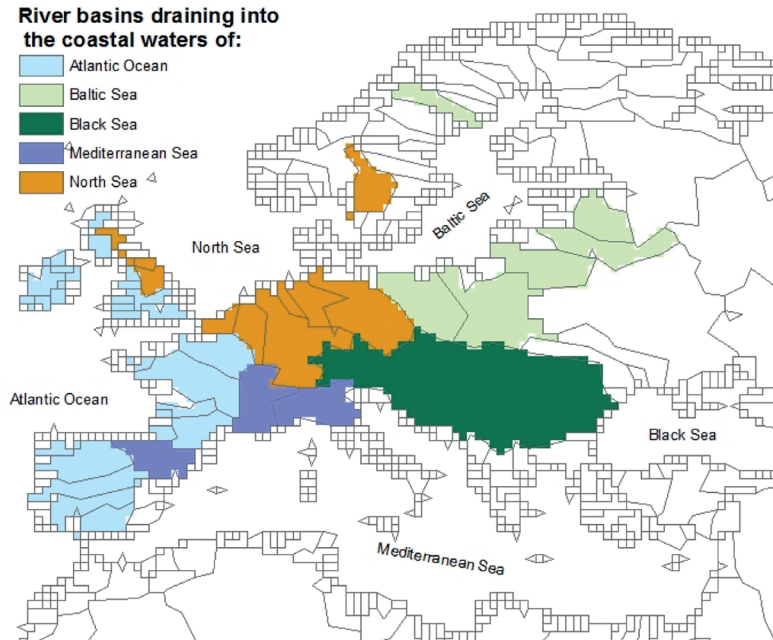 River basins draining into
the coastal waters of:
Atlantic Ocean
Baltic Sea
Black Sea
Mediterranean Sea
North Sea
North Sea
Baltic Sea
Atlantic Ocean
Black Sea
Mediterranean Sea